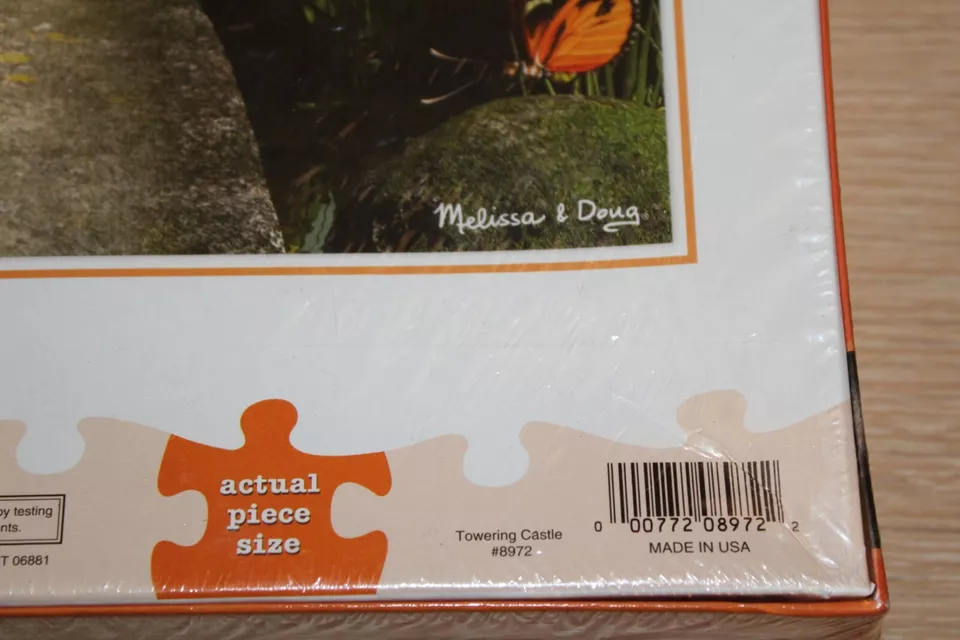 Melissa & Doug
actual
piece
size
by testing
nts.
T 06881
Towering Castle
#8972
0 00772 08972 2
MADE IN USA